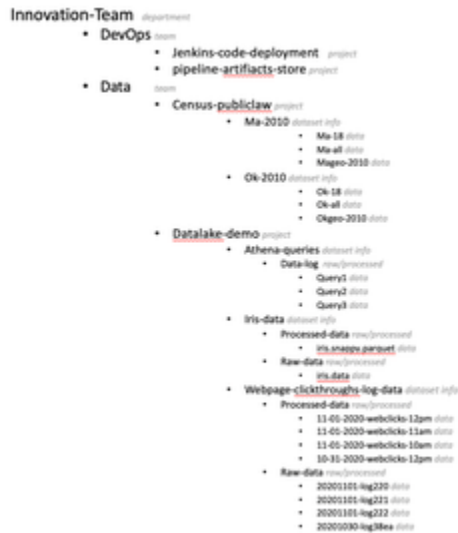 Innovation-Team department
• DevOps team
• Jenkins-code-deployment project
• pipeline-artifiacts-store project
• Data team
• Census-publiclaw project
• Ma-2010 dataset info
• Ma-18 data
• Ma-all data
• Mageo-2010 data
• Ok-2010 dataset info
• Ok-18 data
• Ok-all data
• Okgeo-2010 data
• Datalake-demo project
• Athena-queries dataset info
• Data-log raw/processed
• Query1 data
• Query2 data
• Query3 data
• Iris-data dataset info
• Processed-data raw/processed
• iris.snappy.parquet data
• Raw-data raw/processed
• iris.data data
• Webpage-clickthroughs-log-data dataset info
• Processed-data raw/processed
• 11-01-2020-webclicks-12pm data
• 11-01-2020-webclicks-11am data
• 11-01-2020-webclicks-10am data
• 10-31-2020-webclicks-12pm data
• Raw-data raw/processed
• 20201101-log220 data
• 20201101-log221 data
• 20201101-log222 data
• 20201030-log38ea data